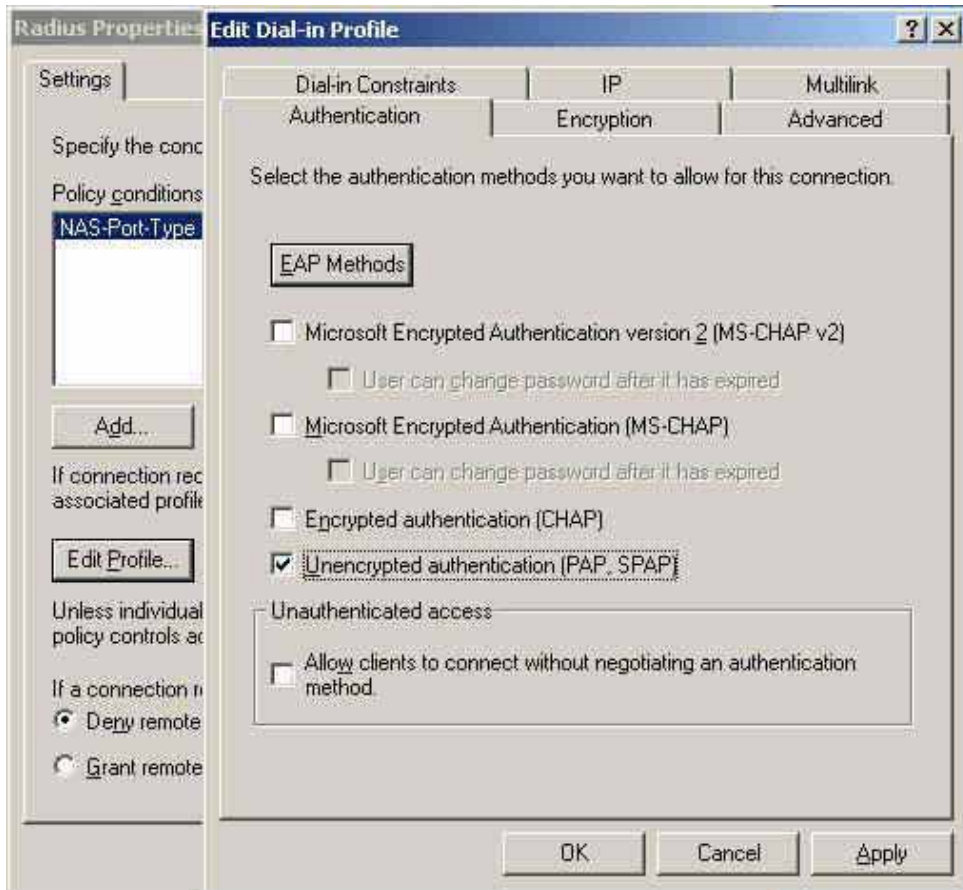 Radius Properties
Settings
Specify the conc
Policy conditions
NAS-Port-Type
Add...
If connection rec
associated profile
Edit Profile...
Unless individual
policy controls ac
If a connection r
Deny remote
Grant remote
Edit Dial-in Profile
Dial-in Constraints
IP
Multilink
Authentication
Encryption
Advanced
Select the authentication methods you want to allow for this connection.
EAP Methods
Microsoft Encrypted Authentication version 2 (MS-CHAP v2)
User can change password after it has expired
Microsoft Encrypted Authentication (MS-CHAP)
User can change password after it has expired
Encrypted authentication (CHAP)
Unencrypted authentication (PAP, SPAP)
Unauthenticated access
Allow clients to connect without negotiating an authentication
method.
OK
Cancel
Apply